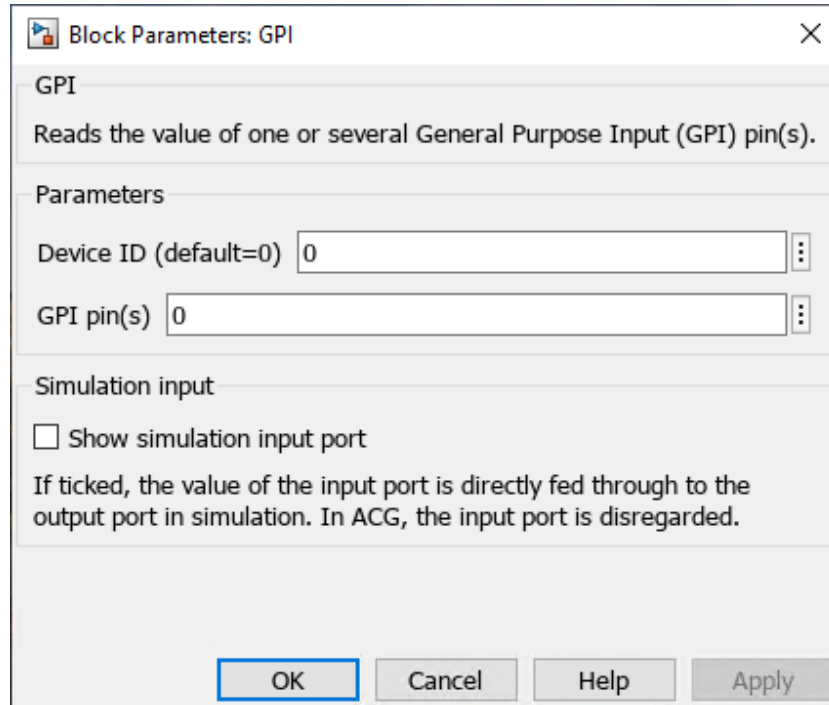 Block Parameters: GPI
GPI
Reads the value of one or several General Purpose Input (GPI) pin(s).
Parameters
Device ID (default=0) 0
GPI pin(s) 0
Simulation input
Show simulation input port
If ticked, the value of the input port is directly fed through to the
output port in simulation. In ACG, the input port is disregarded.
OK Cancel Help Apply